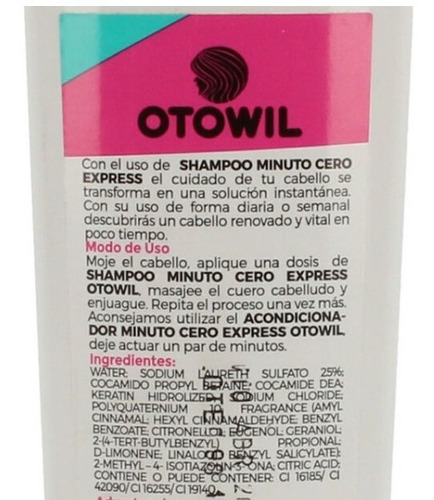 OTOWIL
Con el uso de SHAMPOO MINUTO CERO
EXPRESS el cuidado de tu cabello se
transforma en una solución instantánea.
Con su uso de forma diaria o semanal
descubrirás un cabello renovado y vital en
poco tiempo.
Modo de Uso
Moje el cabello, aplique una dosis de
SHAMPOO MINUTO CERO EXPRESS
OTOWIL, masajee el cuero cabelludo y
enjuague. Repita el proceso una vez más.
Aconsejamos utilizar el ACONDICIONA-
DOR MINUTO CERO EXPRESS OTOWIL,
deje actuar un par de minutos.
Ingredientes:
WATER; SODIUM LAURETH SULFATO 25%;
COCAMIDO PROPYL BETAINE; COCAMIDE DEA;
KERATIN HIDROLIZED; SODIUM CHLORIDE;
POLYQUATERNIUM FRAGRANCE (AMYL
CINNAMAL; HEXYL CINNAMALDEHYDE; BENZYL
BENZOATE; CITRONELLOL; EUGENOL; GERANIOL;
2-(4-TERT-BUTYLBENZYL) PROPIONAL;
D-LIMONENE; LINALOOL; BENZYL SALICYLATE);
2-METHYL-4-ISOTIAZOLIN-3-ONA; CITRIC ACID;
CONTIENE O PUEDE CONTENER: CI 16185/ CI
42090/ CI 16255/ CI 19140